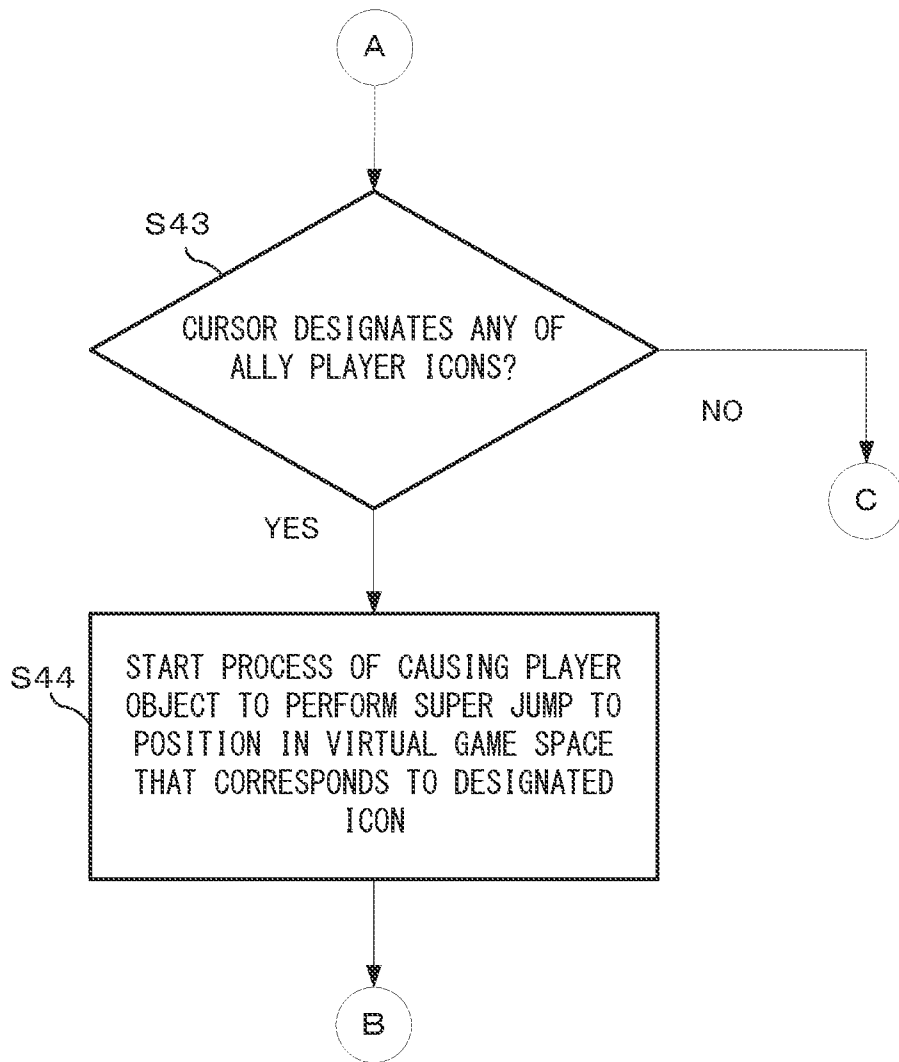 A
S43
CURSOR DESIGNATES ANY OF
ALLY PLAYER ICONS?
NO
C
YES
S44
START PROCESS OF CAUSING PLAYER
OBJECT TO PERFORM SUPER JUMP TO
POSITION IN VIRTUAL GAME SPACE
THAT CORRESPONDS TO DESIGNATED
ICON
B